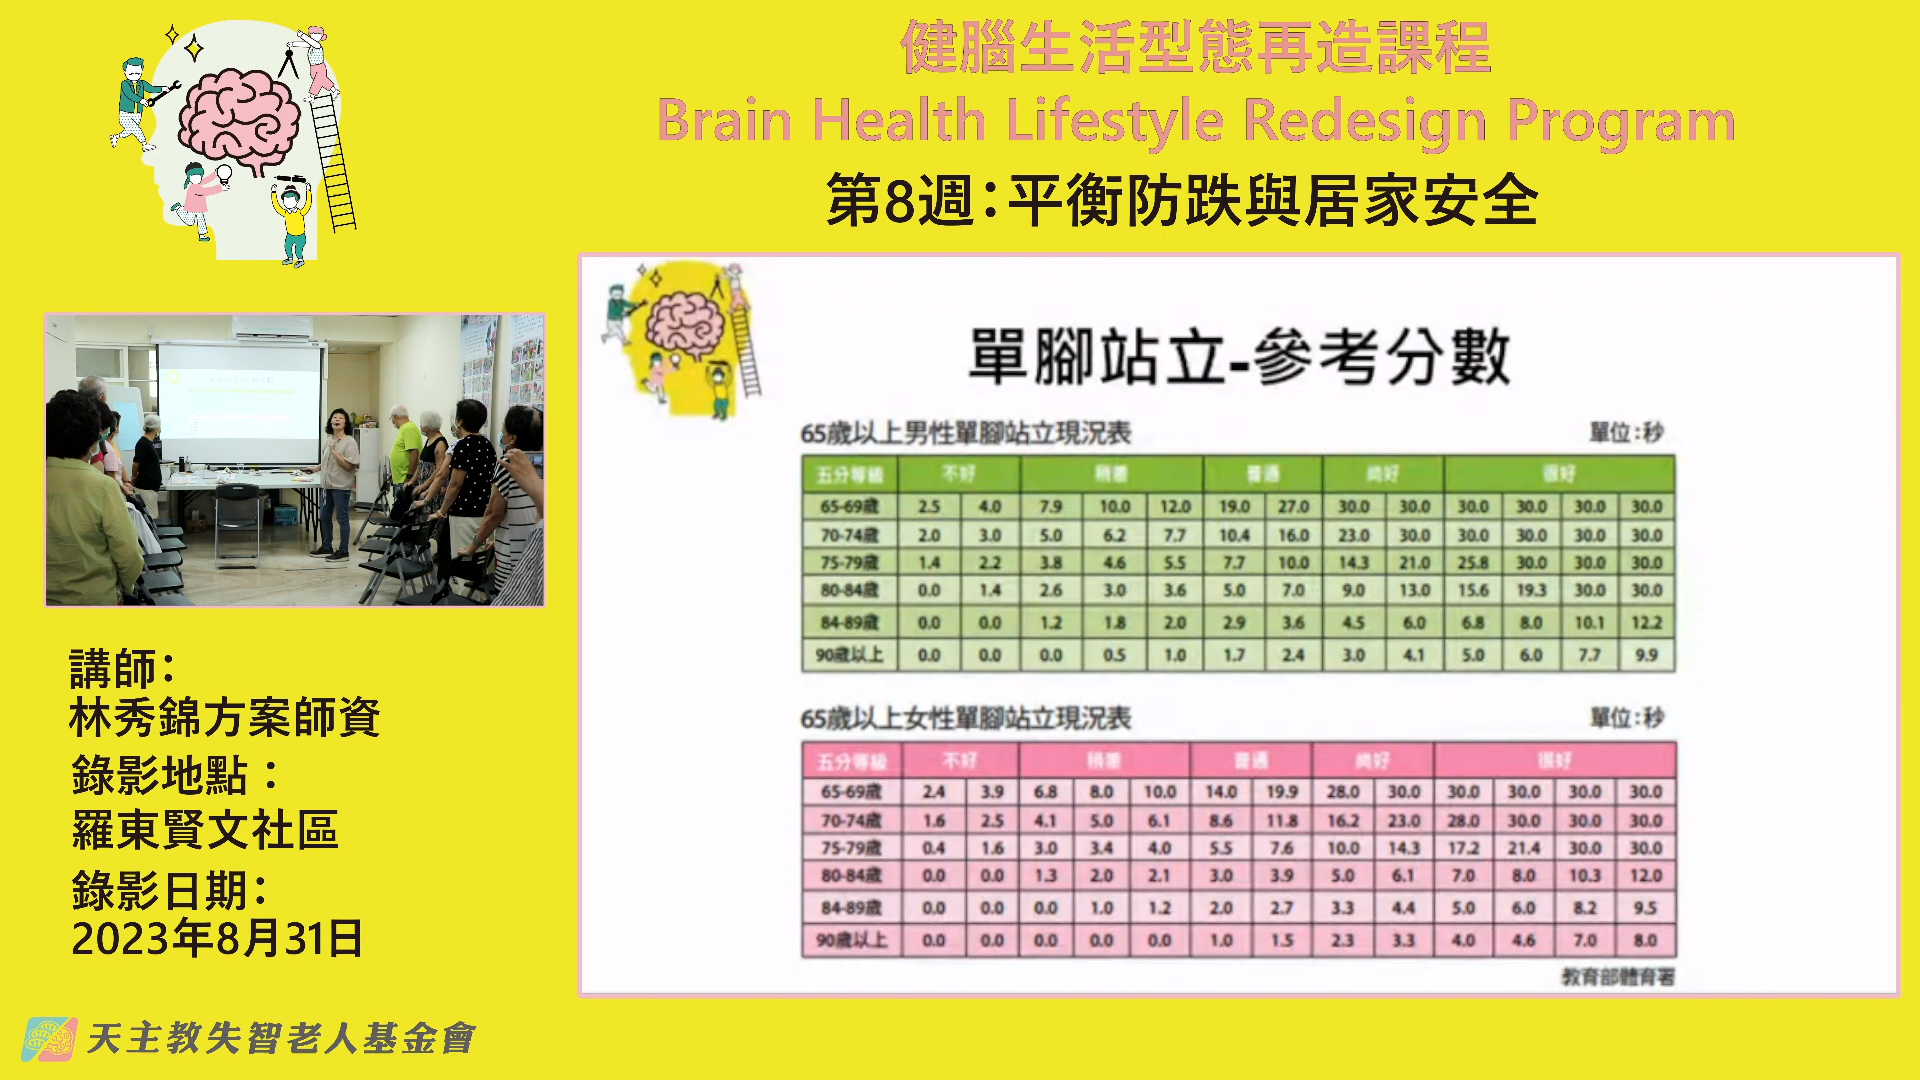 健腦生活型態再造課程
Brain Health Lifestyle Redesign Program
第8週:平衡防跌與居家安全
講師:
林秀錦方案師資
錄影地點:
羅東賢文社區
錄影日期:
2023年8月31日
天主教失智老人基金會
單腳站立-參考分數
65歲以上男性單腳站立現況表 單位:秒
五分等級 不好 稍差 普通 尚好 很好
65-69歲 2.5 4.0 7.9 10.0 12.0 19.0 27.0 30.0 30.0 30.0 30.0 30.0 30.0
70-74歲 2.0 3.0 5.0 6.2 7.7 10.4 16.0 23.0 30.0 30.0 30.0 30.0 30.0
75-79歲 1.4 2.2 3.8 4.6 5.5 7.7 10.0 14.3 21.0 25.8 30.0 30.0 30.0
80-84歲 0.0 1.4 2.6 3.0 3.6 5.0 7.0 9.0 13.0 15.6 19.3 30.0 30.0
84-89歲 0.0 0.0 1.2 1.8 2.0 2.9 3.6 4.5 6.0 6.8 8.0 10.1 12.2
90歲以上 0.0 0.0 0.0 0.5 1.0 1.7 2.4 3.0 4.1 5.0 6.0 7.7 9.9
65歲以上女性單腳站立現況表 單位:秒
五分等級 不好 稍差 普通 尚好 很好
65-69歲 2.4 3.9 6.8 8.0 10.0 14.0 19.9 28.0 30.0 30.0 30.0 30.0 30.0
70-74歲 1.6 2.5 4.1 5.0 6.1 8.6 11.8 16.2 23.0 28.0 30.0 30.0 30.0
75-79歲 0.4 1.6 3.0 3.4 4.0 5.5 7.6 10.0 14.3 17.2 21.4 30.0 30.0
80-84歲 0.0 0.0 1.3 2.0 2.1 3.0 3.9 5.0 6.1 7.0 8.0 10.3 12.0
84-89歲 0.0 0.0 0.0 1.0 1.2 2.0 2.7 3.3 4.4 5.0 6.0 8.2 9.5
90歲以上 0.0 0.0 0.0 0.0 0.0 1.0 1.5 2.3 3.3 4.0 4.6 7.0 8.0
教育部體育署